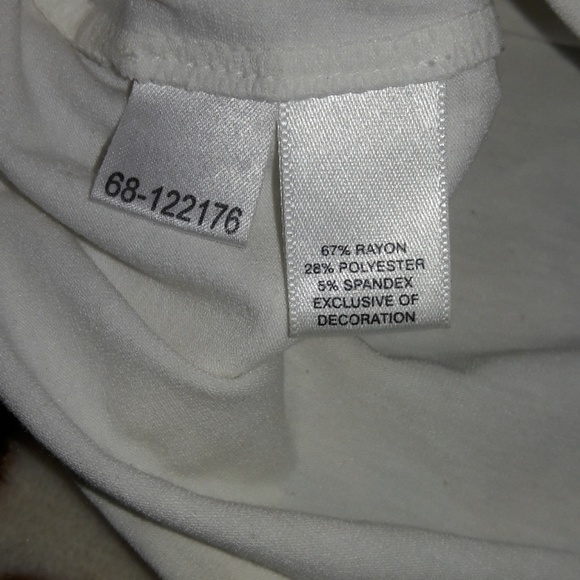 68-122176
67% RAYON
28% POLYESTER
5% SPANDEX
EXCLUSIVE OF
DECORATION